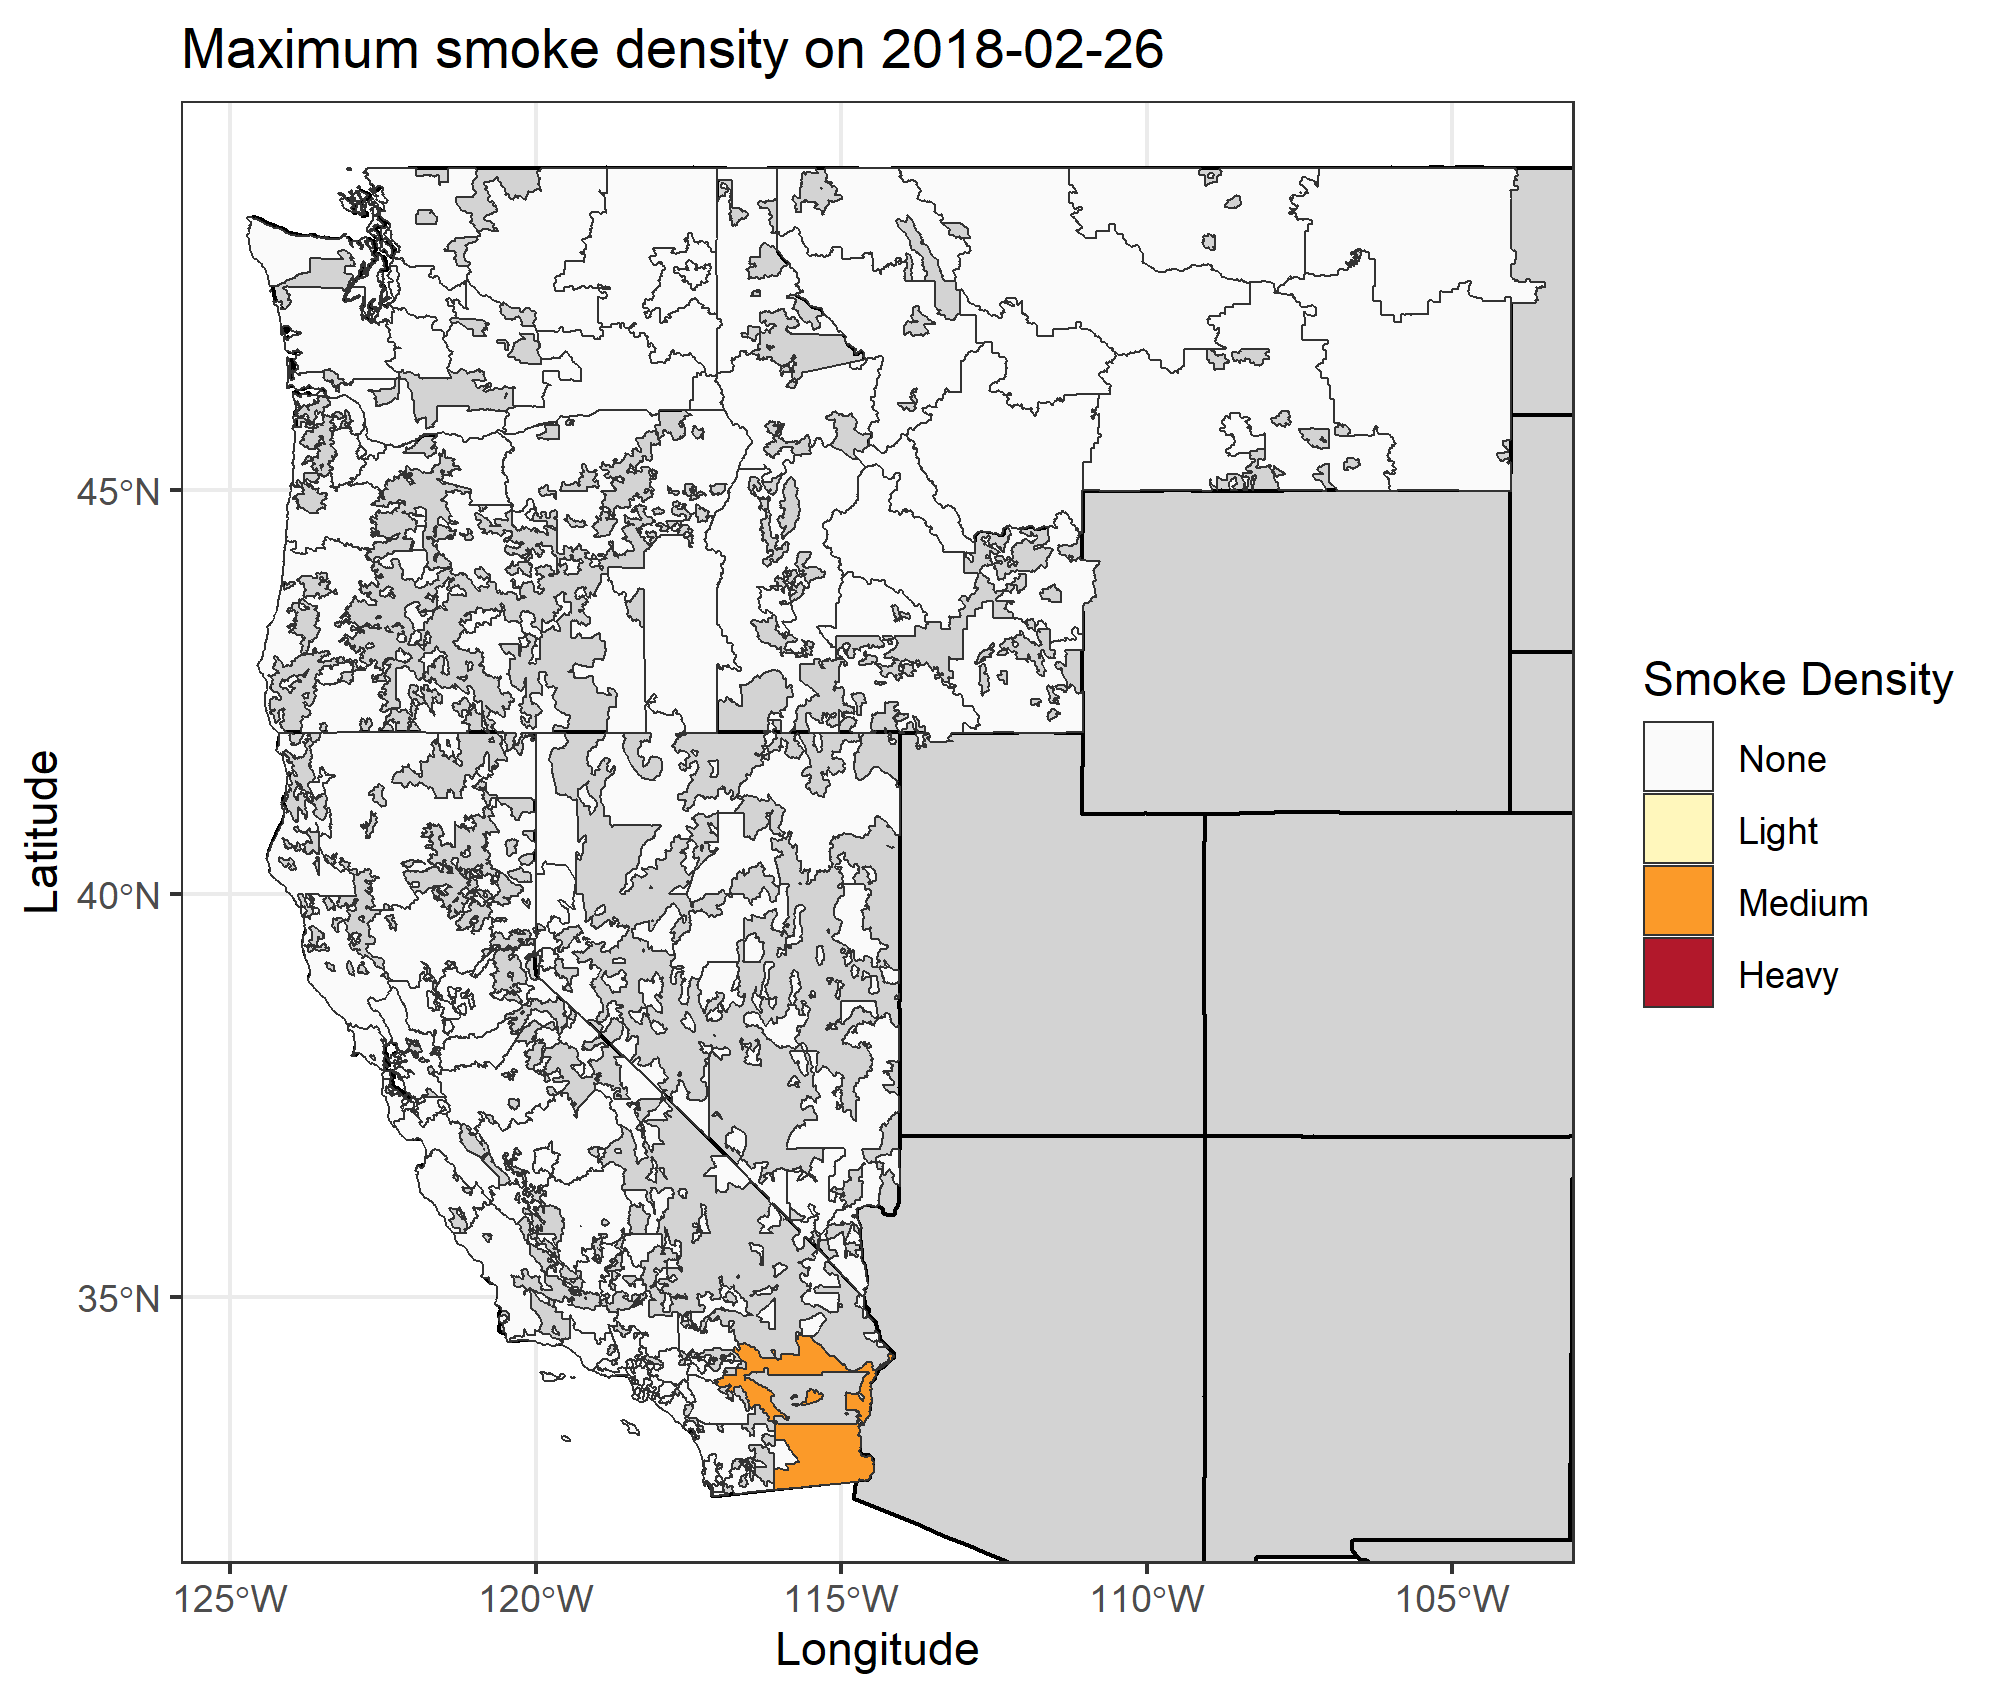 Maximum smoke density on 2018-02-26
45°N
40°N
35°N
Latitude
125°W
120°W
115°W
110°W
105°W
Longitude
Smoke Density
None
Light
Medium
Heavy